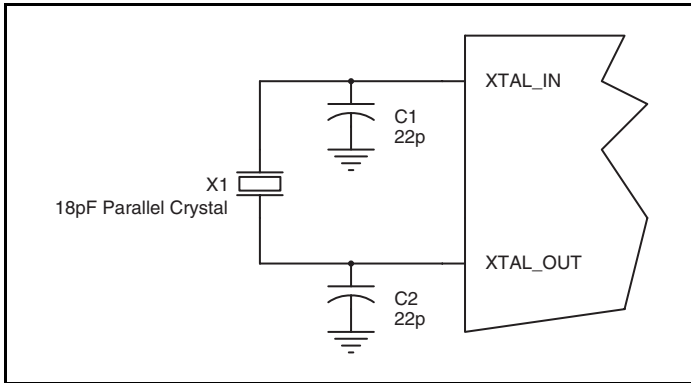 XTAL_IN
C1
22p
X1
18pF Parallel Crystal
XTAL_OUT
C2
22p